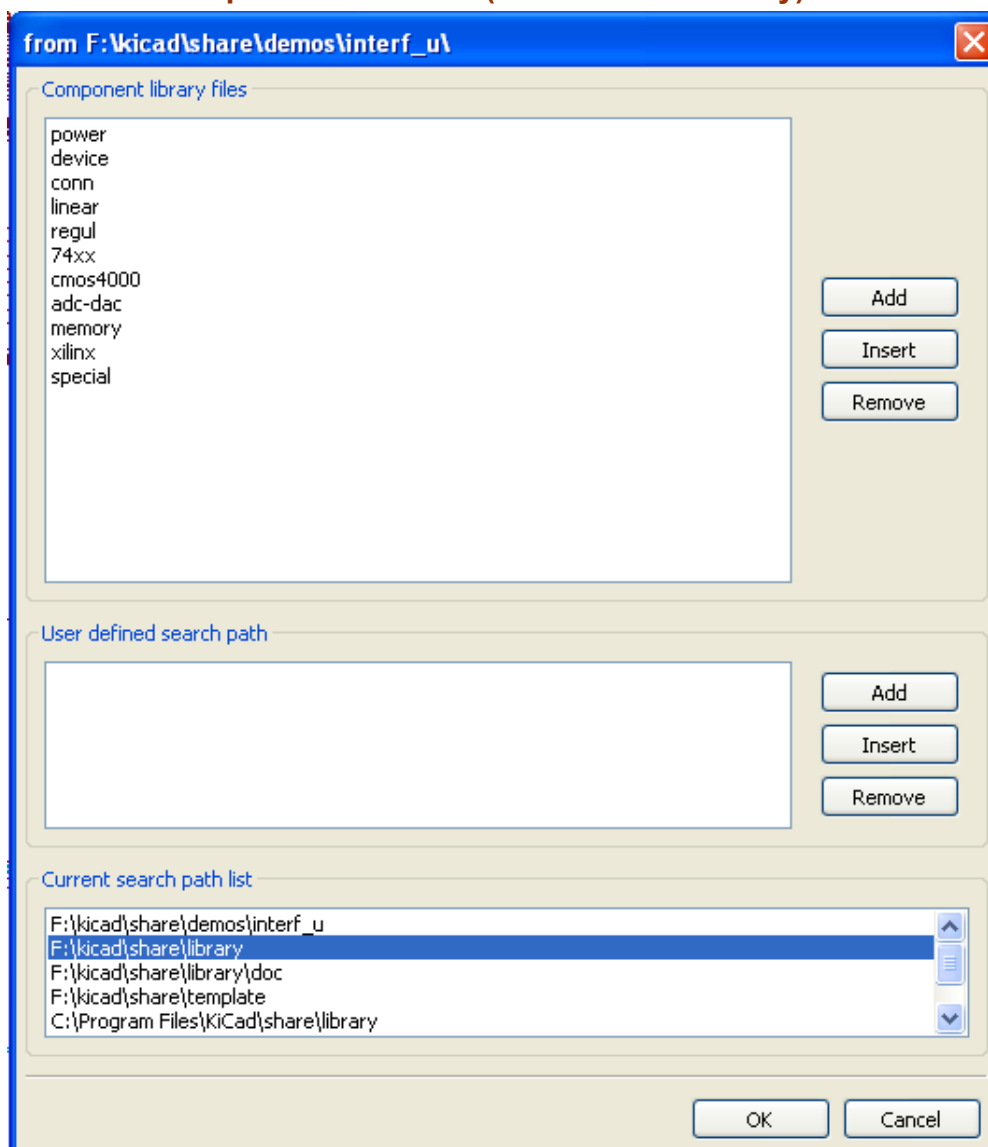 from F:\kicad\share\demos\interf_u\
Component library files
power
device
conn
linear
regul
74xx
cmos4000
adc-dac
memory
xilinx
special
Add
Insert
Remove
User defined search path
Add
Insert
Remove
Current search path list
F:\kicad\share\demos\interf_u
F:\kicad\share\library
F:\kicad\share\library\doc
F:\kicad\share\template
C:\Program Files\KiCad\share\library
OK
Cancel